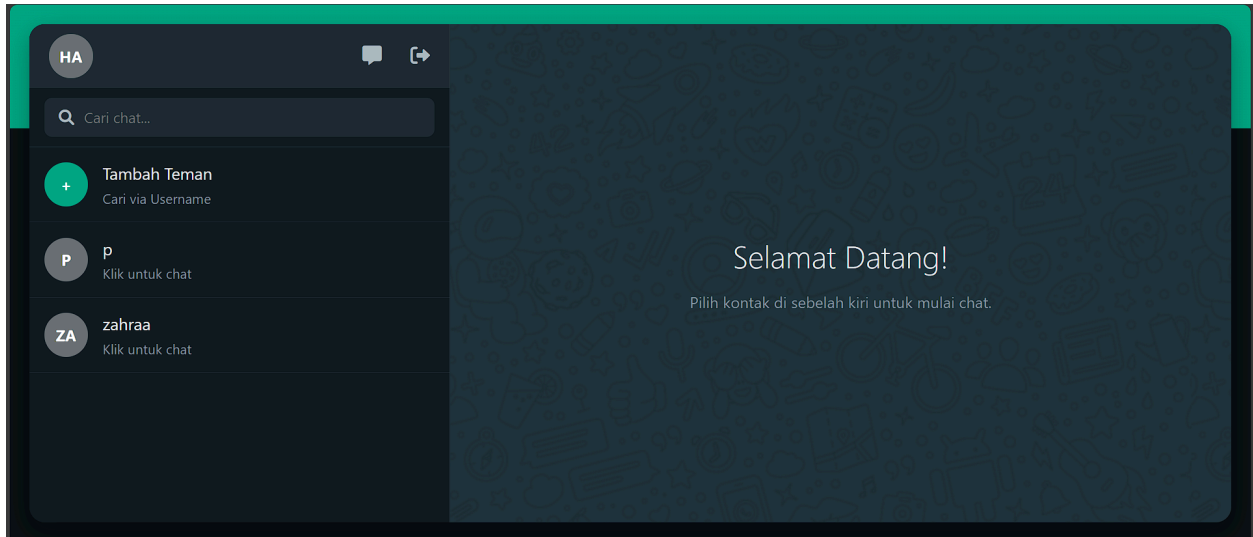 HA
Cari chat...
+
Tambah Teman
Cari via Username
P
p
Klik untuk chat
ZA
zahraa
Klik untuk chat
Selamat Datang!
Pilih kontak di sebelah kiri untuk mulai chat.